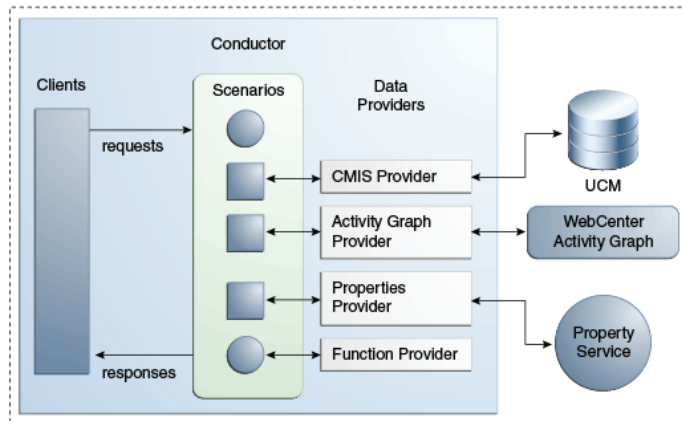 Conductor
Clients
Scenarios
Data
Providers
requests
CMIS Provider
UCM
Activity Graph
Provider
WebCenter
Activity Graph
Properties
Provider
Property
Service
Function Provider
responses